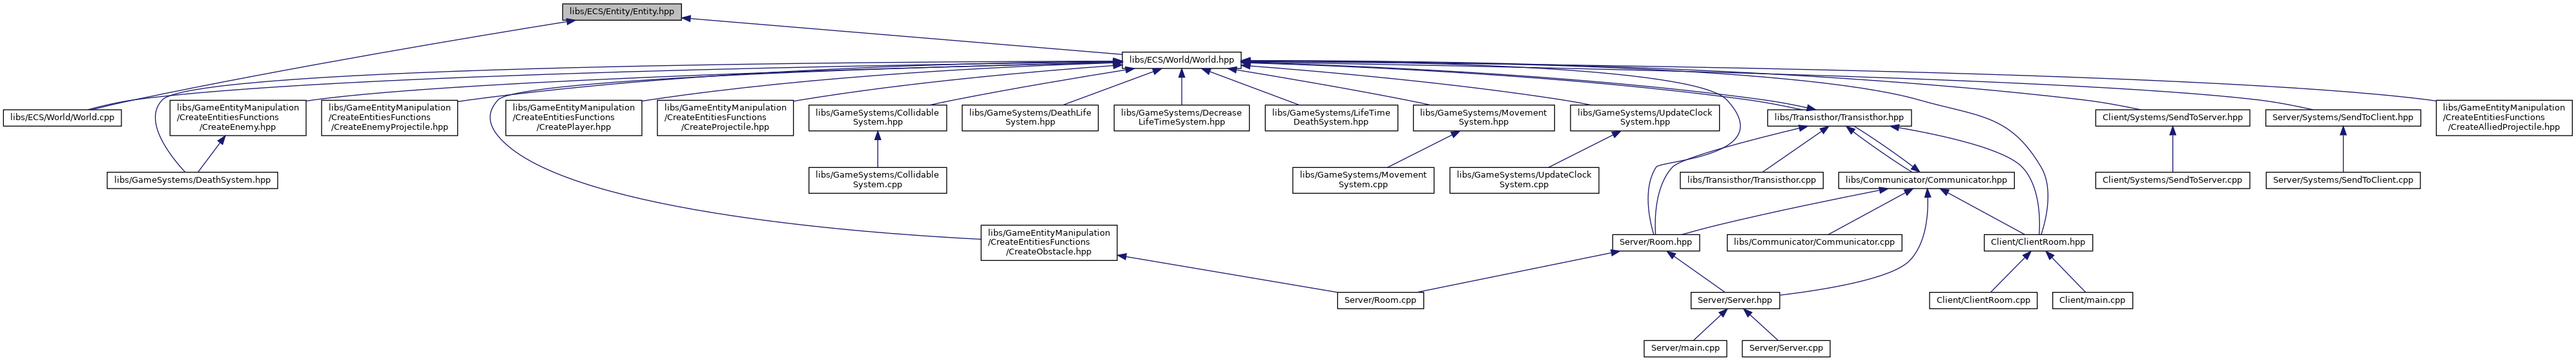 libs/ECS/Entity/Entity.hpp
libs/ECS/World/World.hpp
libs/ECS/World/World.cpp
libs/GameEntityManipulation
/CreateEntitiesFunctions
/CreateEnemy.hpp
libs/GameEntityManipulation
/CreateEntitiesFunctions
/CreateEnemyProjectile.hpp
libs/GameEntityManipulation
/CreateEntitiesFunctions
/CreatePlayer.hpp
libs/GameEntityManipulation
/CreateEntitiesFunctions
/CreateProjectile.hpp
libs/GameSystems/Collidable
System.hpp
libs/GameSystems/DeathLife
System.hpp
libs/GameSystems/Decrease
LifeTimeSystem.hpp
libs/GameSystems/LifeTime
DeathSystem.hpp
libs/GameSystems/Movement
System.hpp
libs/GameSystems/UpdateClock
System.hpp
libs/Transisthor/Transisthor.hpp
Client/Systems/SendToServer.hpp
Server/Systems/SendToClient.hpp
libs/GameEntityManipulation
/CreateEntitiesFunctions
/CreateAlliedProjectile.hpp
libs/GameSystems/DeathSystem.hpp
libs/GameSystems/Collidable
System.cpp
libs/GameSystems/Movement
System.cpp
libs/GameSystems/UpdateClock
System.cpp
libs/Transisthor/Transisthor.cpp
libs/Communicator/Communicator.hpp
Client/Systems/SendToServer.cpp
Server/Systems/SendToClient.cpp
libs/GameEntityManipulation
/CreateEntitiesFunctions
/CreateObstacle.hpp
Server/Room.hpp
libs/Communicator/Communicator.cpp
Client/ClientRoom.hpp
Server/Room.cpp
Server/Server.hpp
Client/ClientRoom.cpp
Client/main.cpp
Server/main.cpp
Server/Server.cpp